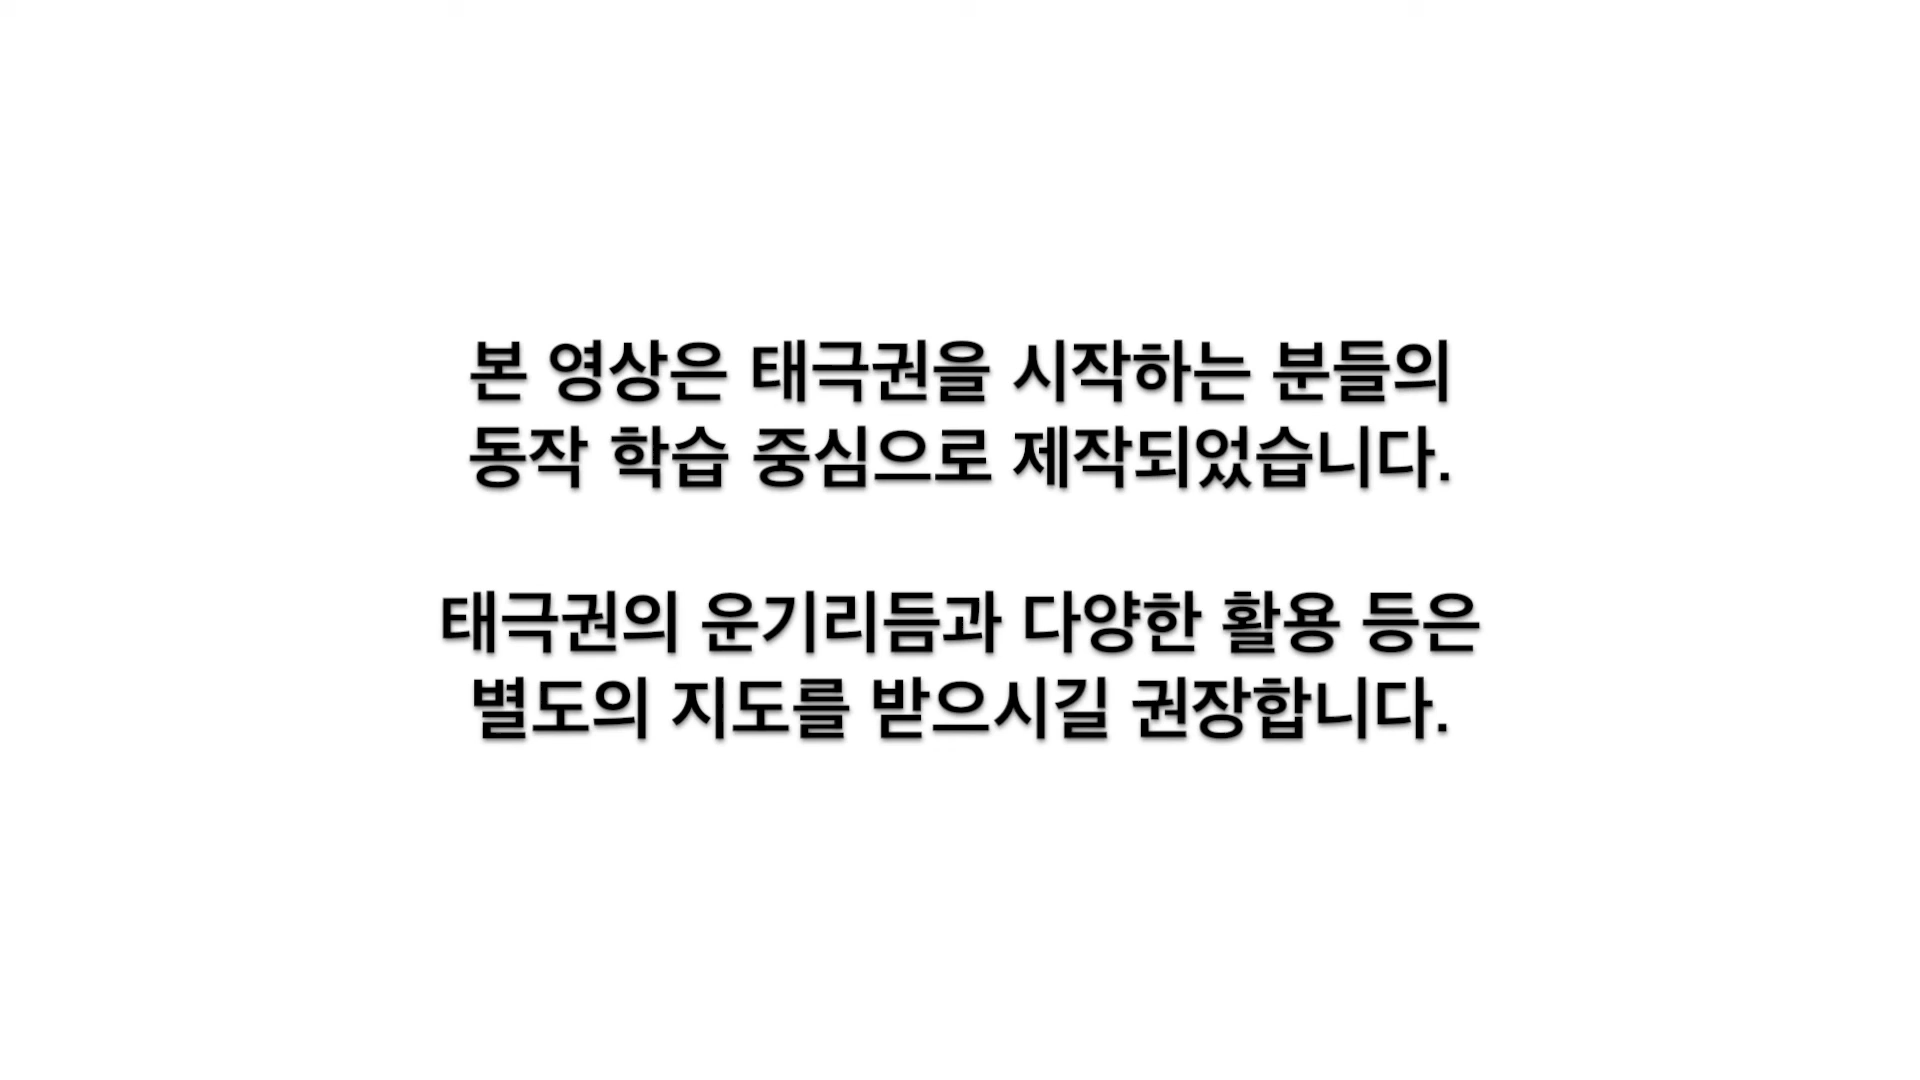 본 영상은 태극권을 시작하는 분들의
동작 학습 중심으로 제작되었습니다.
태극권의 운기리듬과 다양한 활용 등은
별도의 지도를 받으시길 권장합니다.